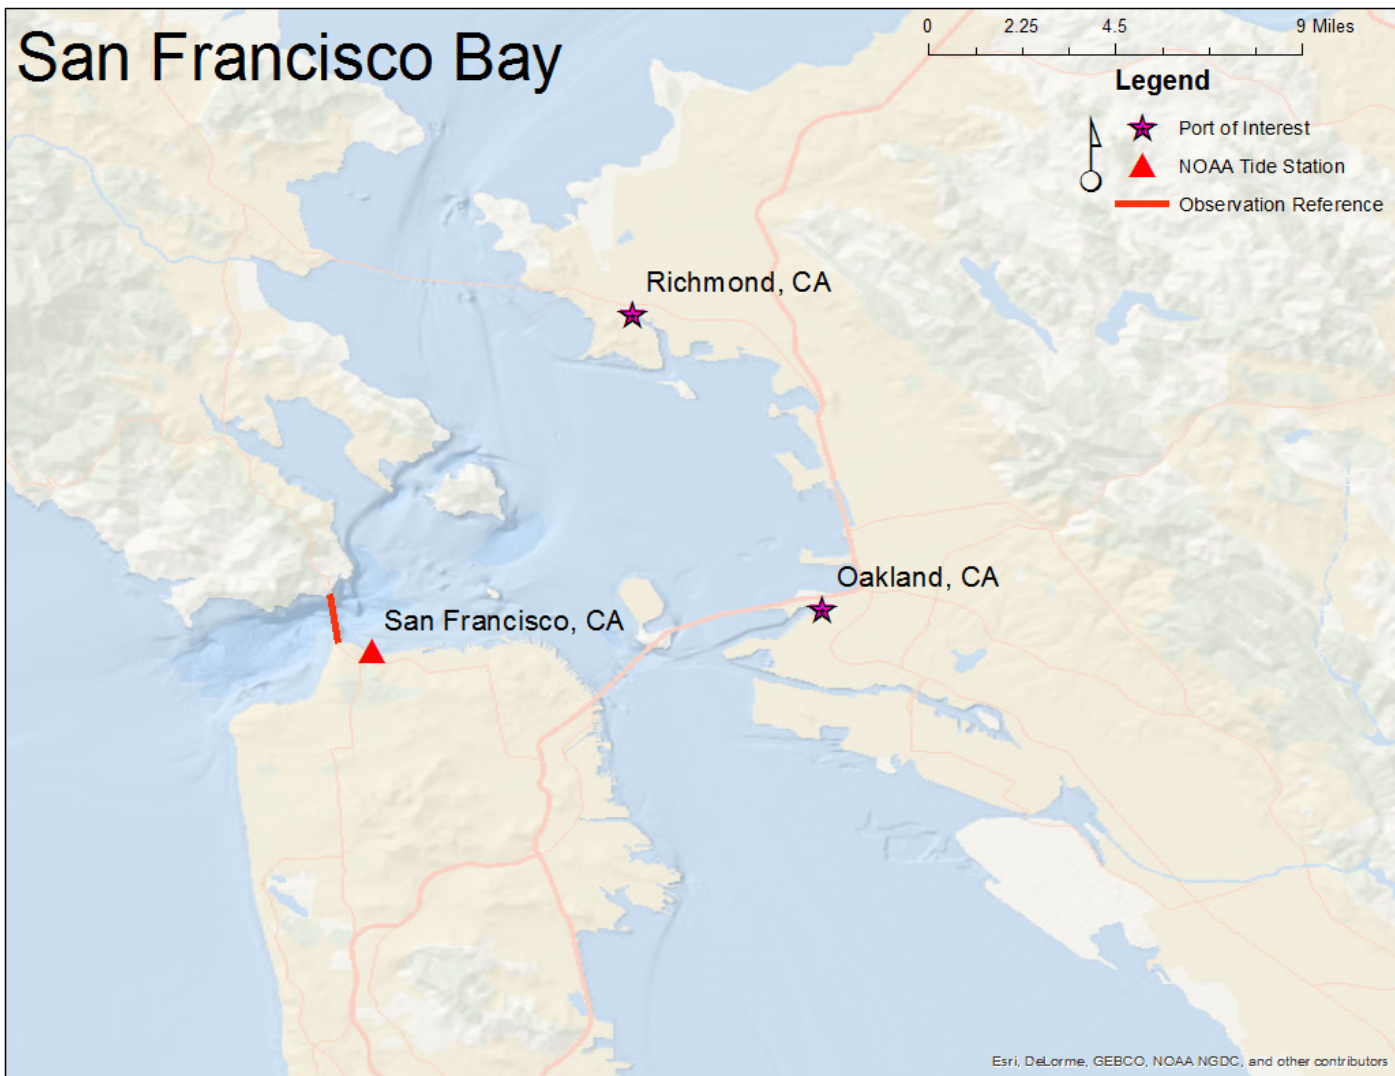 San Francisco Bay
0 2.25 4.5 9 Miles
Legend
Port of Interest
NOAA Tide Station
Observation Reference
Richmond, CA
Oakland, CA
San Francisco, CA
Esri, DeLorme, GEBCO, NOAA NGDC, and other contributors